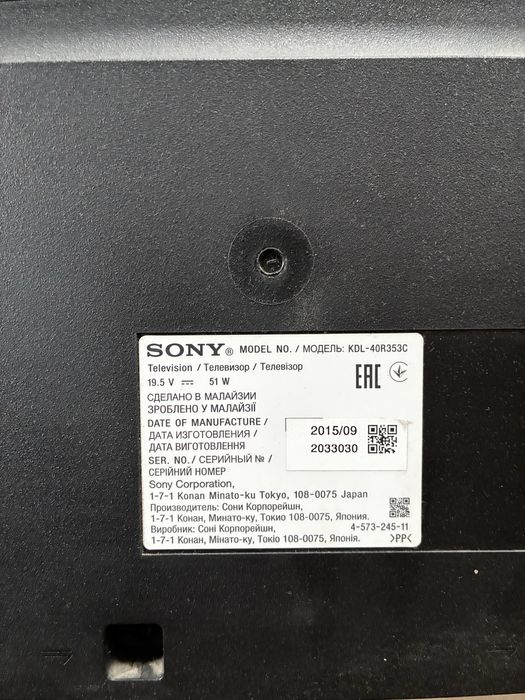 SONY® MODEL NO. / МОДЕЛЬ: KDL-40R353C
Television / Телевизор / Телевізор
19.5 V ⎓ 51 W
EAC
СДЕЛАНО В МАЛАЙЗИИ
ЗРОБЛЕНО У МАЛАЙЗІЇ
DATE OF MANUFACTURE /
ДАТА ИЗГОТОВЛЕНИЯ /
ДАТА ВИГОТОВЛЕННЯ
2015/09
SER. NO./ СЕРИЙНЫЙ № /
СЕРІЙНИЙ НОМЕР
2033030
Sony Corporation,
1-7-1 Konan Minato-ku Tokyo, 108-0075 Japan
Производитель: Сони Корпорейшн,
1-7-1 Конан, Минато-ку, Токио 108-0075, Япония.
Виробник: Соні Корпорейшн, 4-573-245-11
1-7-1 Конан, Мінато-ку, Токіо 108-0075, Японія. >PP<